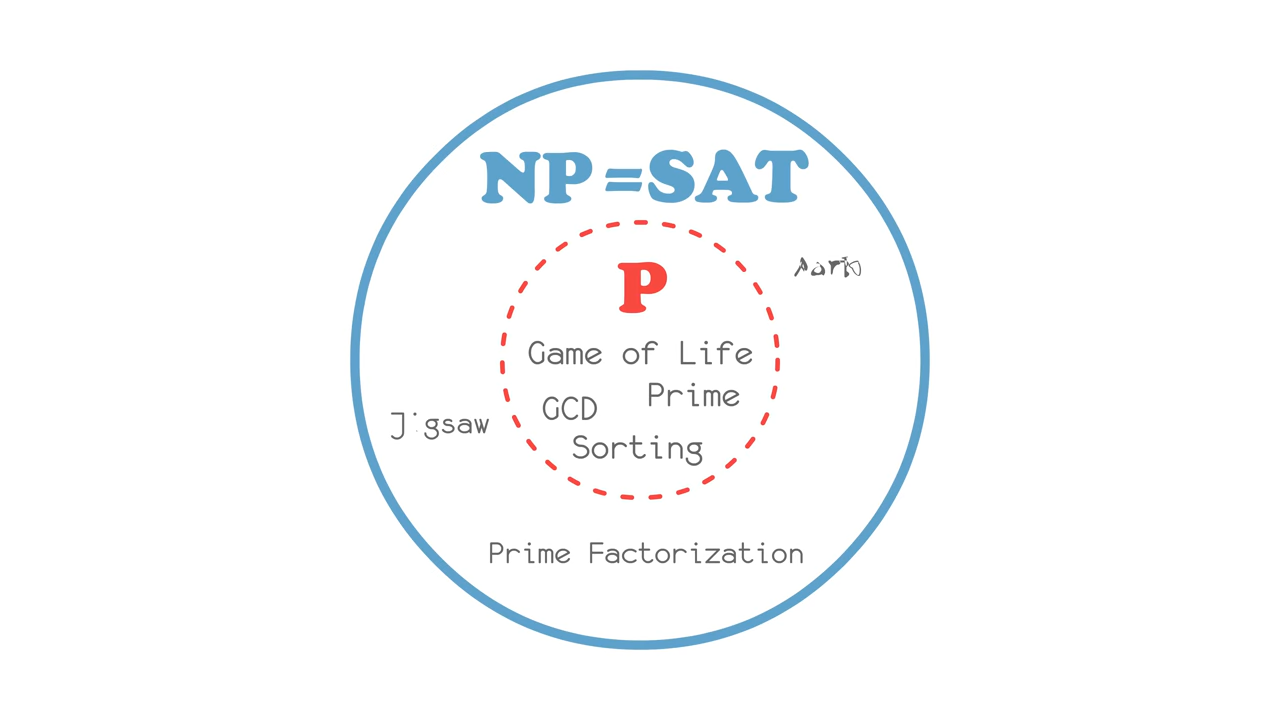 NP=SAT
P
Game of Life
Prime
GCD
Sorting
Jigsaw
Prime Factorization